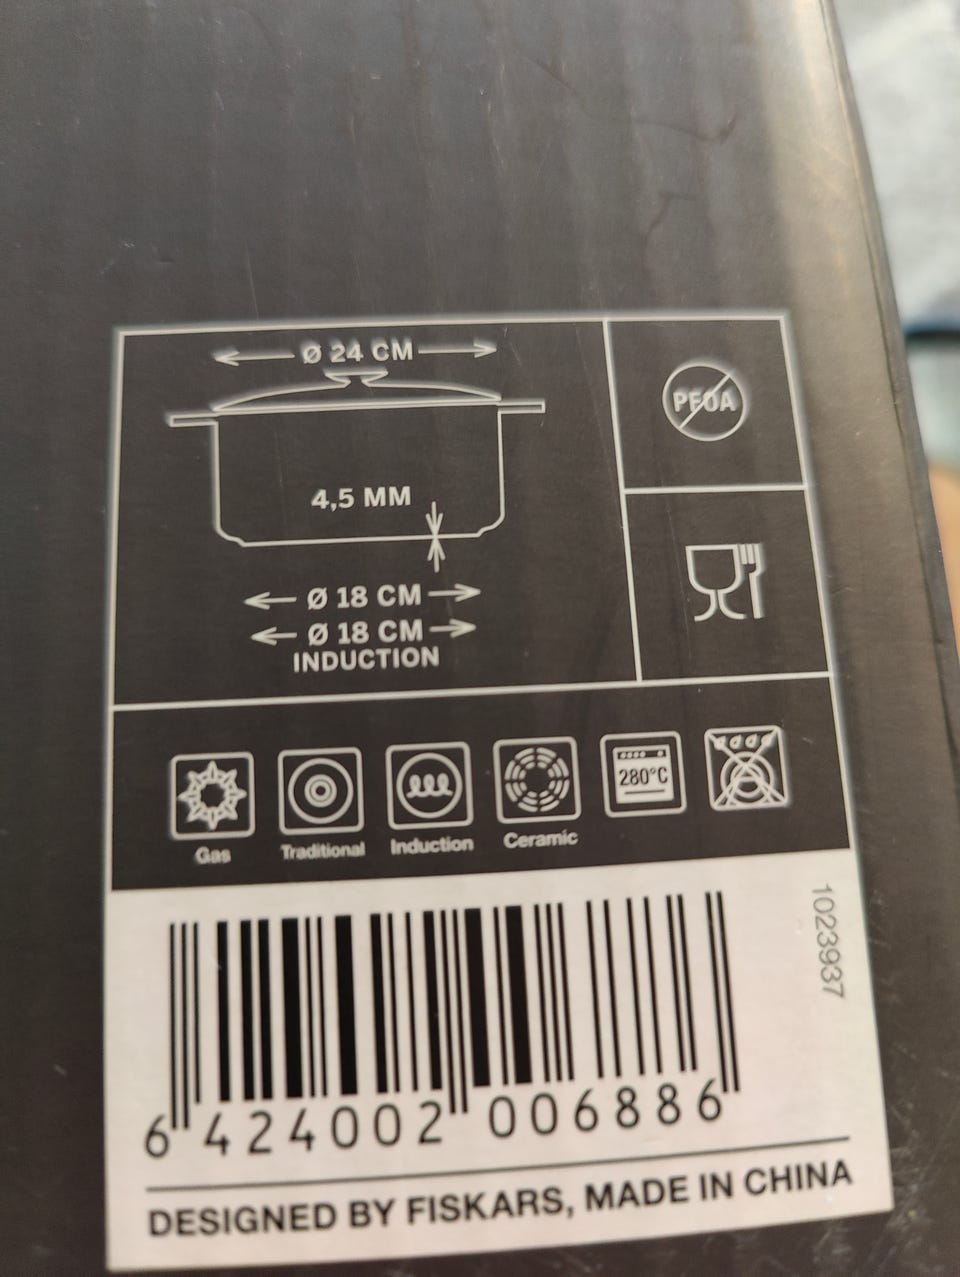 Ø 24 CM
PFOA
4,5 MM
Ø 18 CM
Ø 18 CM
INDUCTION
280°C
Gas Traditional Induction Ceramic
1023937
6 424002 006886
DESIGNED BY FISKARS, MADE IN CHINA